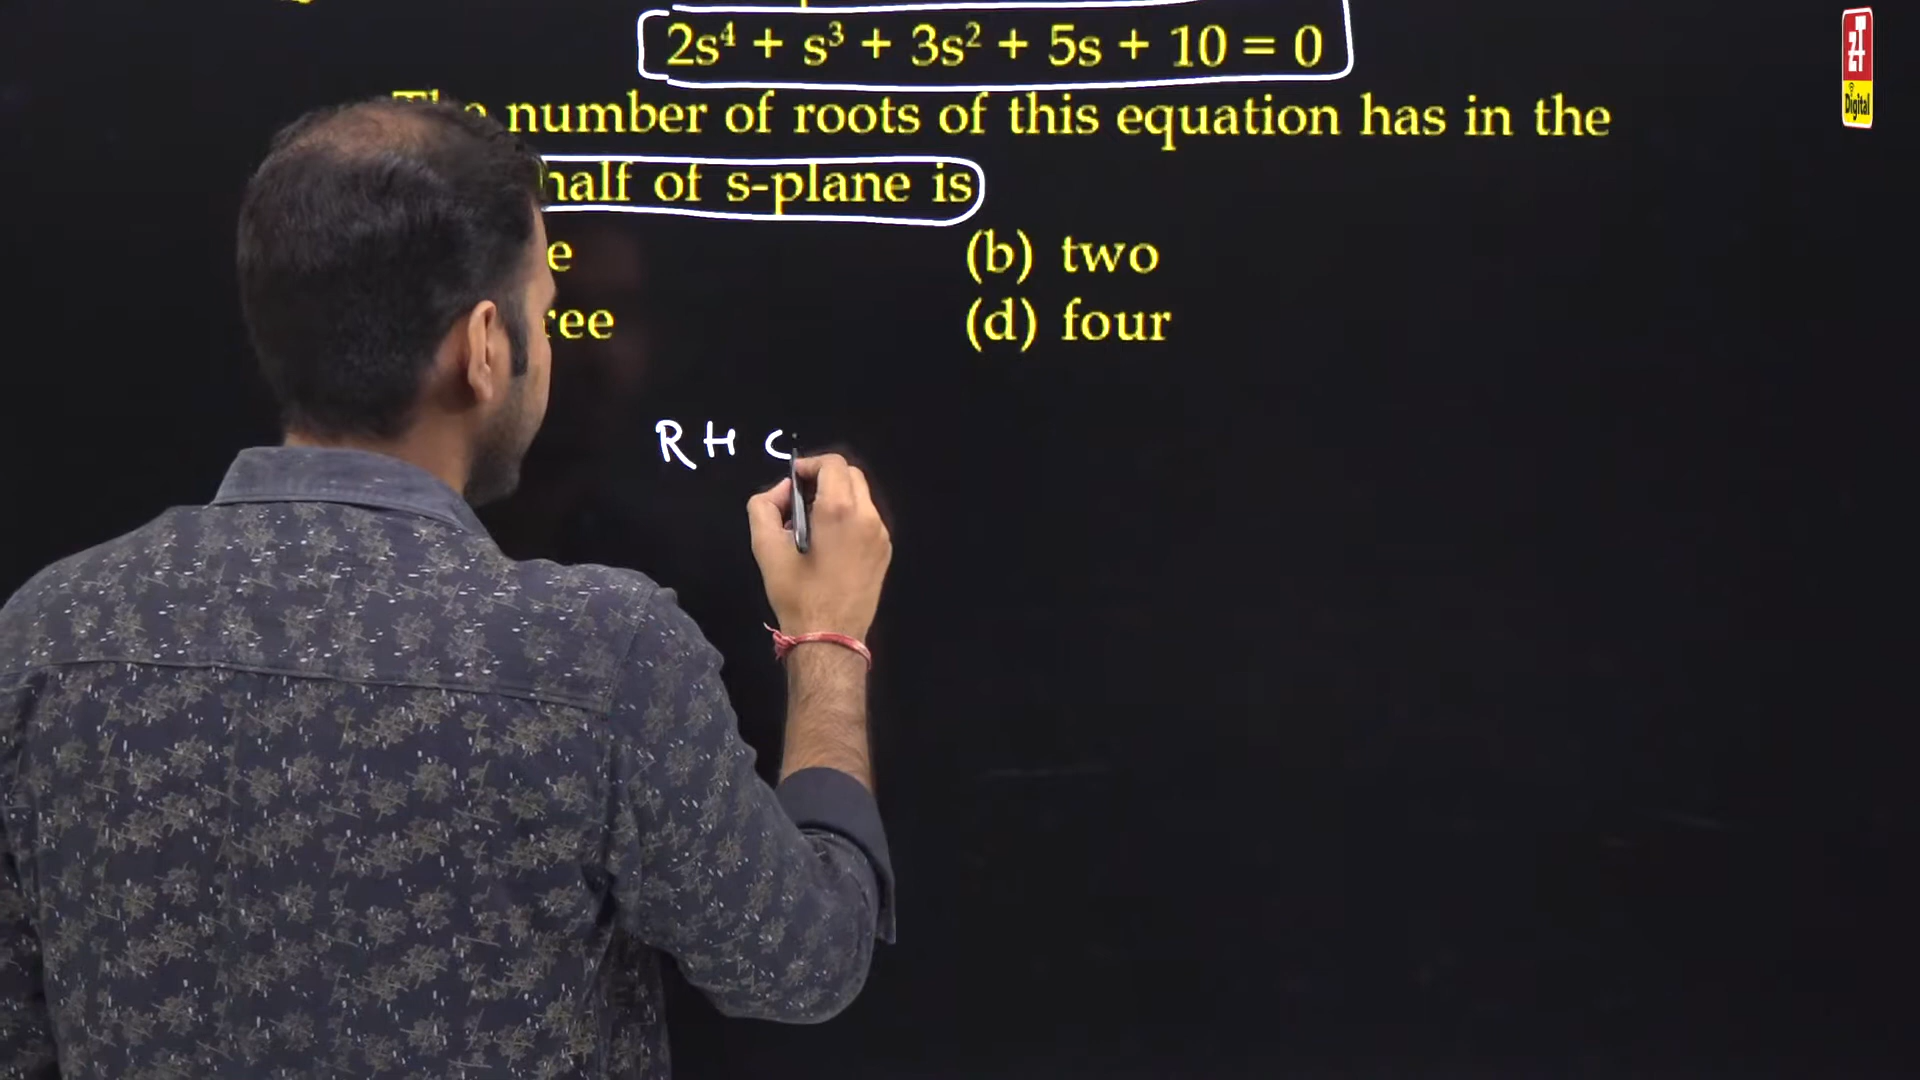 2s⁴ + s³ + 3s² + 5s + 10 = 0
number of roots of this equation has in the
half of s-plane is
(b) two
(d) four
R H C
Digital